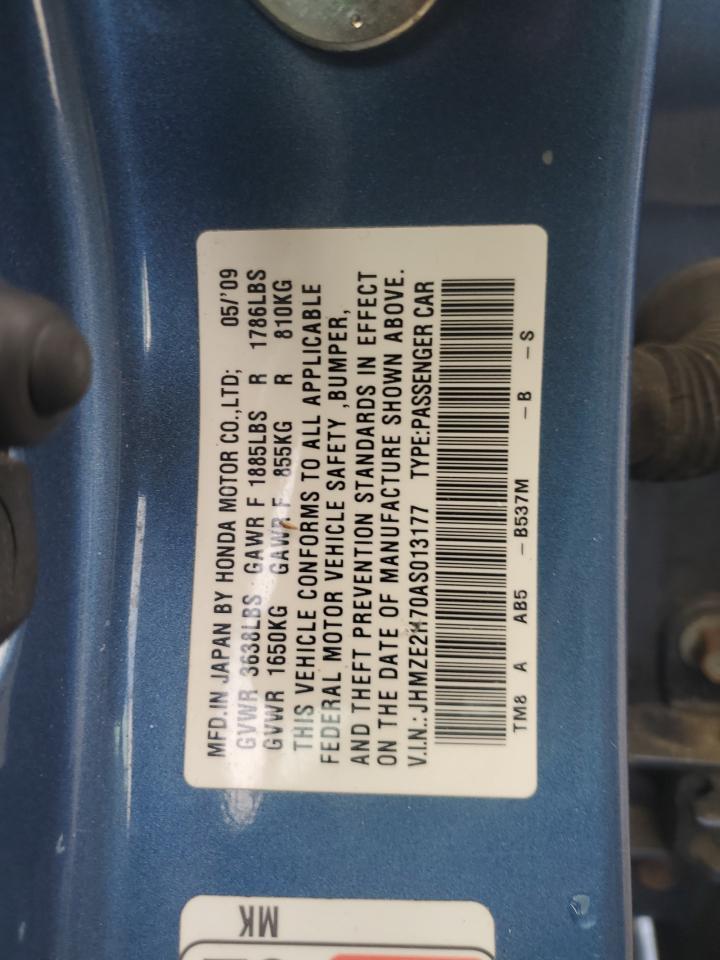 MFD.IN JAPAN BY HONDA MOTOR CO.,LTD; 05/'09
GVWR 3638LBS GAWR F 1885LBS R 1786LBS
GVWR 1650KG GAWR F 855KG R 810KG
THIS VEHICLE CONFORMS TO ALL APPLICABLE
FEDERAL MOTOR VEHICLE SAFETY ,BUMPER,
AND THEFT PREVENTION STANDARDS IN EFFECT
ON THE DATE OF MANUFACTURE SHOWN ABOVE.
V.I.N.: JHMZE2H70AS013177 TYPE:PASSENGER CAR
TM8 A AB5 -B537M -B -S
MK